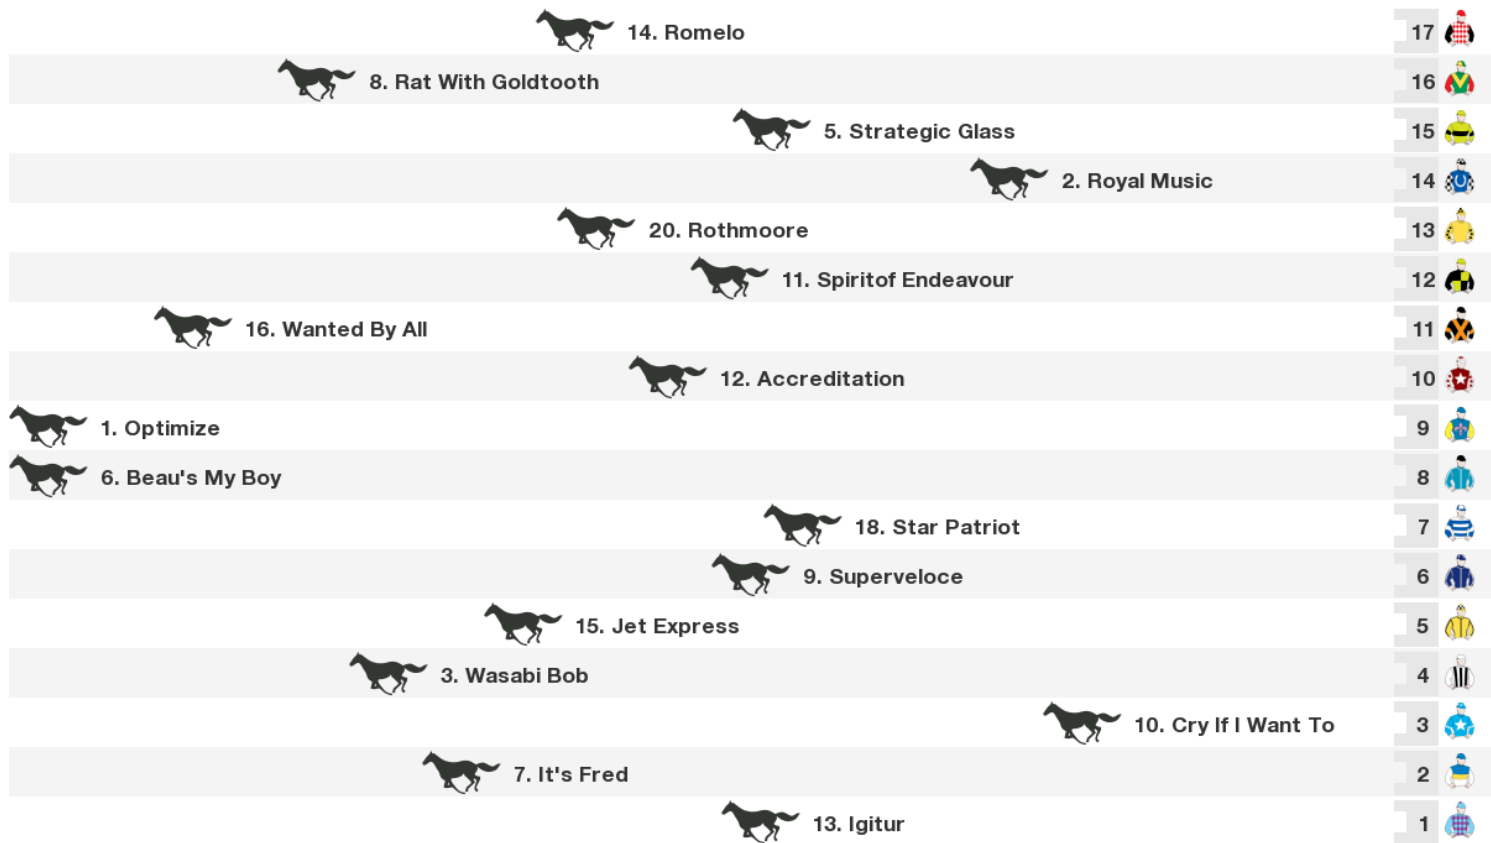 14. Romelo 17
8. Rat With Goldtooth 16
5. Strategic Glass 15
2. Royal Music 14
20. Rothmoore 13
11. Spiritof Endeavour 12
16. Wanted By All 11
12. Accreditation 10
1. Optimize 9
6. Beau's My Boy 8
18. Star Patriot 7
9. Superveloce 6
15. Jet Express 5
3. Wasabi Bob 4
10. Cry If I Want To 3
7. It's Fred 2
13. Igitur 1